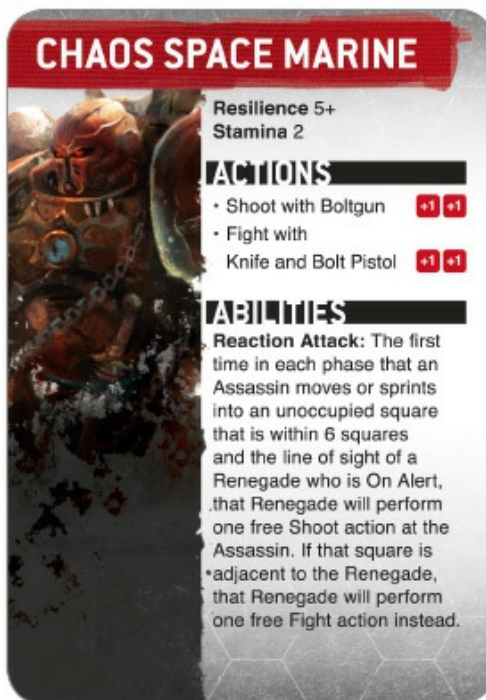 CHAOS SPACE MARINE
Resilience 5+
Stamina 2
ACTIONS
• Shoot with Boltgun +1 +1
• Fight with
Knife and Bolt Pistol +1 +1
ABILITIES
Reaction Attack: The first
time in each phase that an
Assassin moves or sprints
into an unoccupied square
that is within 6 squares
and the line of sight of a
Renegade who is On Alert,
that Renegade will perform
one free Shoot action at the
Assassin. If that square is
adjacent to the Renegade,
that Renegade will perform
one free Fight action instead.